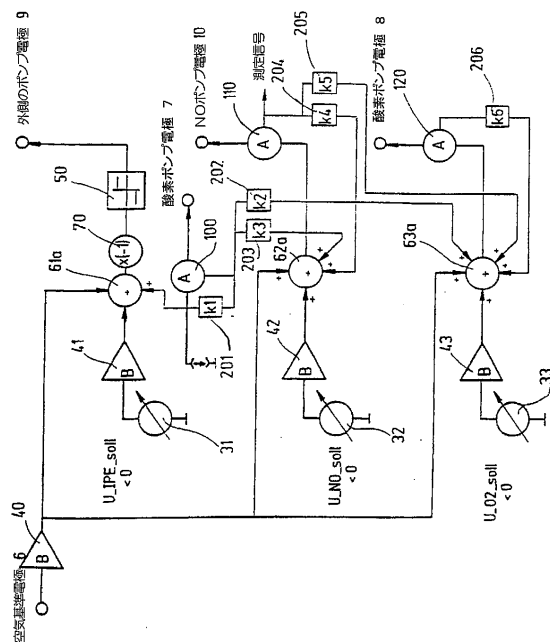 外側のポンプ電極 9
50
70
x(-1)
61a
+
+
酸素ポンプ電極 7
A
100
k1
201
41
B
31
U_IPE_soll
< 0
空気基準電極 6
40
B
NOポンプ電極 10
測定信号
205
204
k5
k4
110
A
202
k2
k3
203
62a
+
+
+
+
42
B
32
U_NO_soll
< 0
酸素ポンプ電極 8
206
k6
120
A
63a
+
+
+
+
+
43
B
33
U_02_soll
< 0